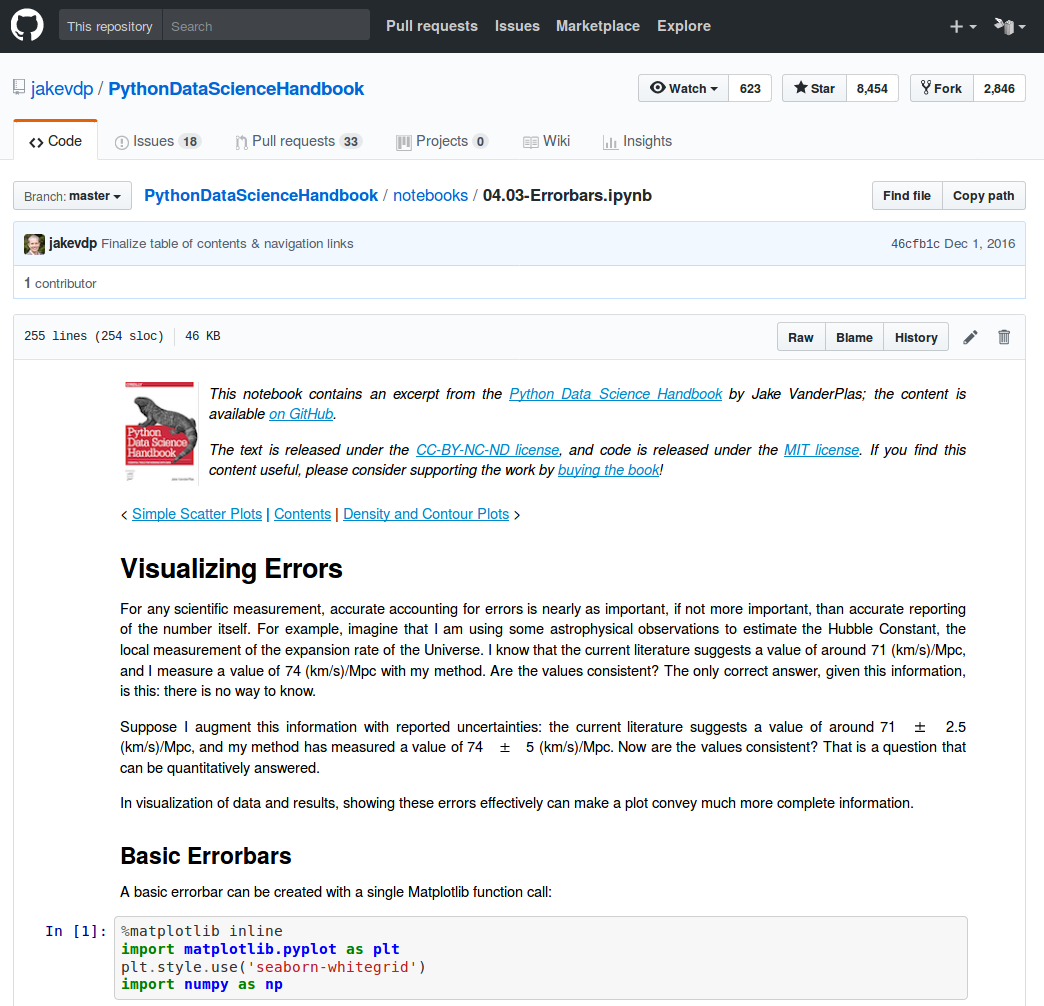 This repository Search Pull requests Issues Marketplace Explore
jakevdp / PythonDataScienceHandbook Watch 623 Star 8,454 Fork 2,846
Code Issues 18 Pull requests 33 Projects 0 Wiki Insights
Branch: master PythonDataScienceHandbook / notebooks / 04.03-Errorbars.ipynb Find file Copy path
jakevdp Finalize table of contents & navigation links 46cfb1c Dec 1, 2016
1 contributor
255 lines (254 sloc) 46 KB Raw Blame History
Python
Data Science
Handbook
This notebook contains an excerpt from the Python Data Science Handbook by Jake VanderPlas; the content is
available on GitHub.
The text is released under the CC-BY-NC-ND license, and code is released under the MIT license. If you find this
content useful, please consider supporting the work by buying the book!
< Simple Scatter Plots | Contents | Density and Contour Plots >
Visualizing Errors
For any scientific measurement, accurate accounting for errors is nearly as important, if not more important, than accurate reporting
of the number itself. For example, imagine that I am using some astrophysical observations to estimate the Hubble Constant, the
local measurement of the expansion rate of the Universe. I know that the current literature suggests a value of around 71 (km/s)/Mpc,
and I measure a value of 74 (km/s)/Mpc with my method. Are the values consistent? The only correct answer, given this information,
is this: there is no way to know.
Suppose I augment this information with reported uncertainties: the current literature suggests a value of around 71 ± 2.5
(km/s)/Mpc, and my method has measured a value of 74 ± 5 (km/s)/Mpc. Now are the values consistent? That is a question that
can be quantitatively answered.
In visualization of data and results, showing these errors effectively can make a plot convey much more complete information.
Basic Errorbars
A basic errorbar can be created with a single Matplotlib function call:
In [1]: %matplotlib inline
import matplotlib.pyplot as plt
plt.style.use('seaborn-whitegrid')
import numpy as np